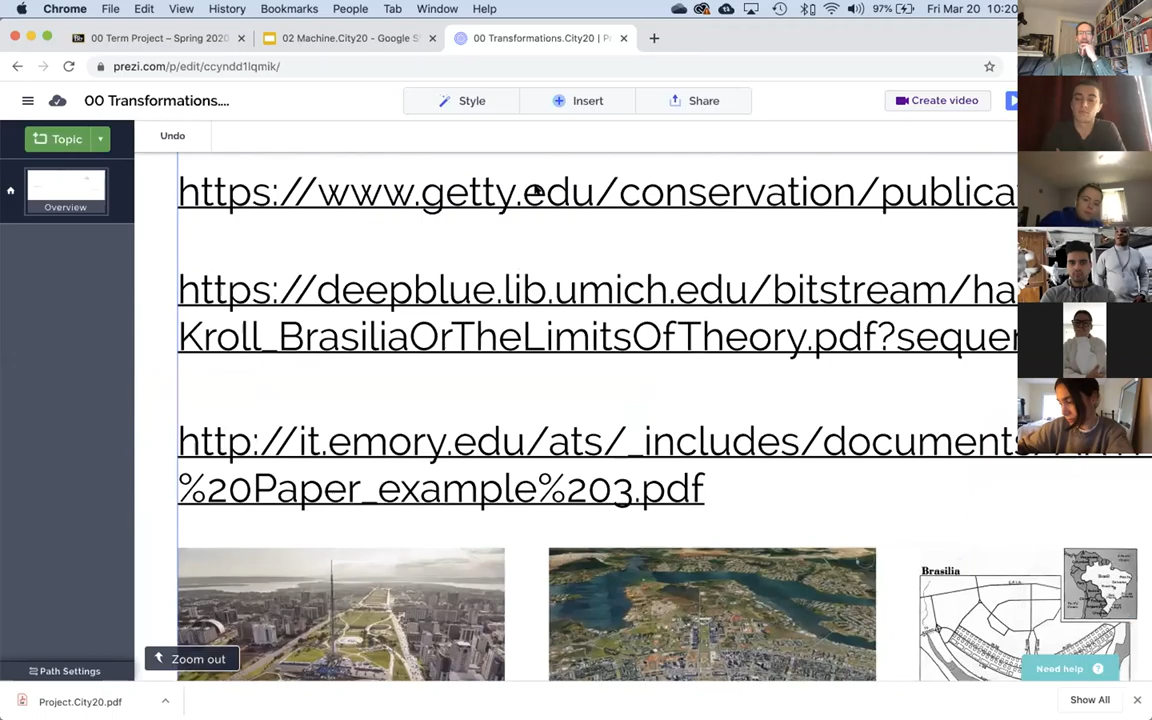 Chrome File Edit View History Bookmarks People Tab Window Help 97% Fri Mar 20 10:20
00 Term Project – Spring 2020 02 Machine.City20 - Google S 00 Transformations.City20 | P
prezi.com/p/edit/ccyndd1lqmik/
00 Transformations.... Style Insert Share Create video
Topic Undo
Overview
https://www.getty.edu/conservation/publica
https://deepblue.lib.umich.edu/bitstream/ha
Kroll_BrasiliaOrTheLimitsOfTheory.pdf?sequen
http://it.emory.edu/ats/_includes/documents
%20Paper_example%203.pdf
Brasilia
Zoom out
Path Settings Need help ?
Project.City20.pdf Show All